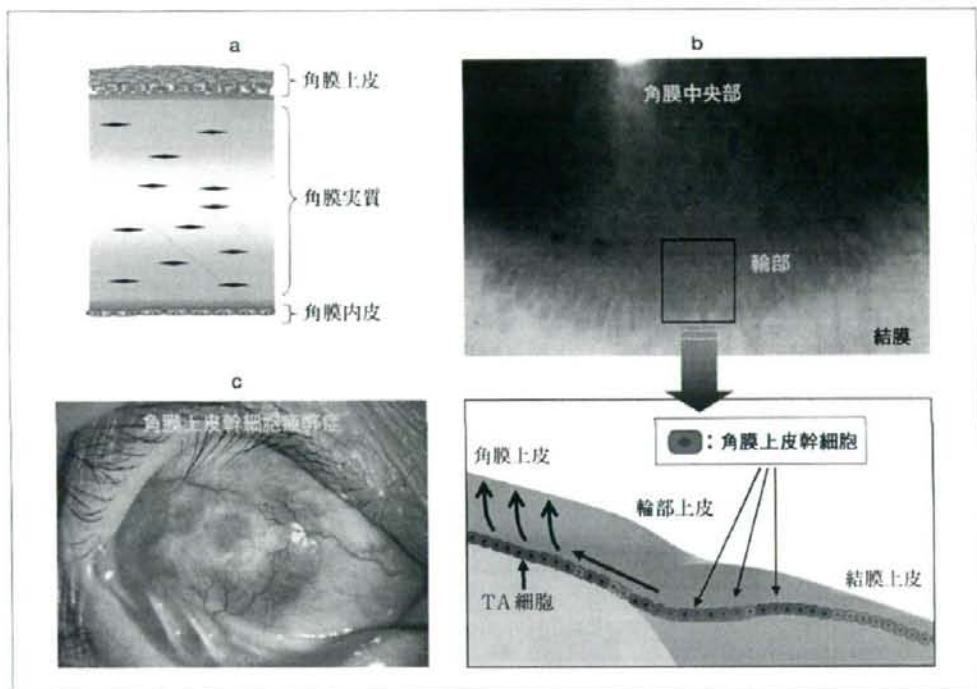 a
角膜上皮
角膜実質
角膜内皮
b
角膜中央部
輪部
結膜
c
角膜上皮幹細胞疲弊症
：角膜上皮幹細胞
角膜上皮
輪部上皮
結膜上皮
TA細胞